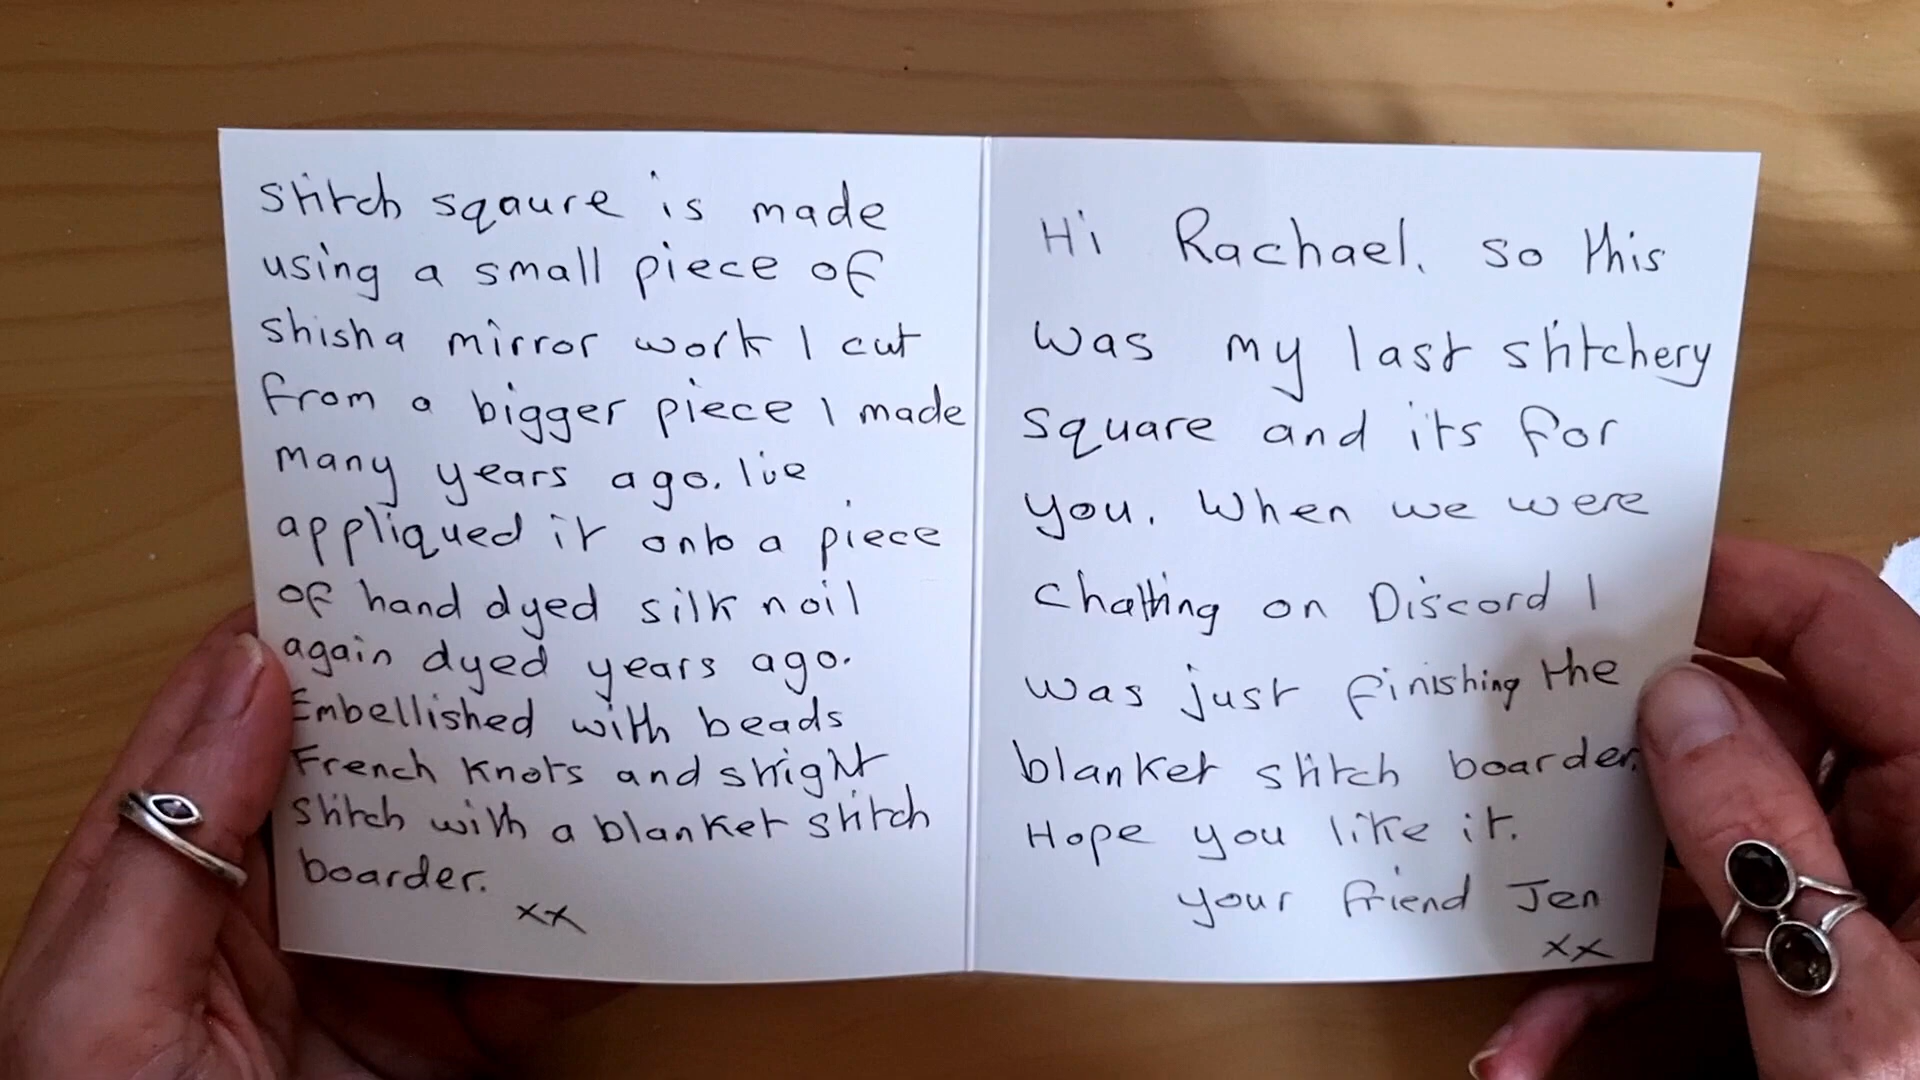 Stitch sqaure is made
using a small piece of
shisha mirror work I cut
from a bigger piece I made
many years ago. Ive
appliqued it onto a piece
of hand dyed silk noil
again dyed years ago.
Embellished with beads
French Knots and stright
stitch with a blanket stitch
boarder.
xx
Hi Rachael. so this
was my last stitchery
square and its for
you. When we were
chatting on Discord I
was just finishing the
blanket stitch boarder.
Hope you like it.
your friend Jen
xx